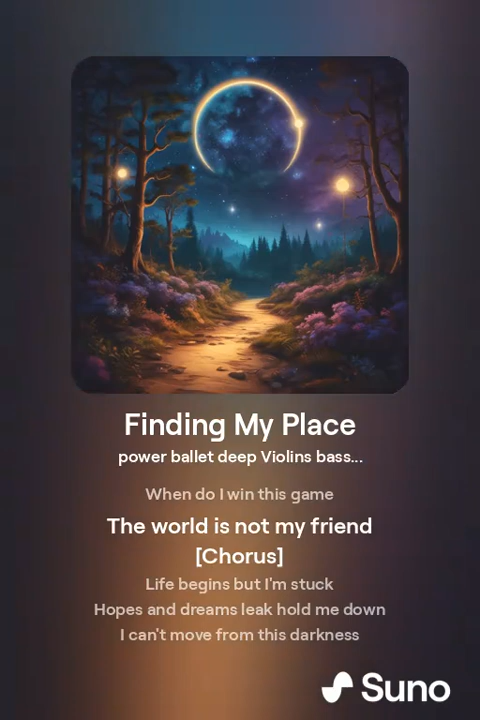 Finding My Place
power ballet deep Violins bass...
When do I win this game
The world is not my friend
[Chorus]
Life begins but I'm stuck
Hopes and dreams leak hold me down
I can't move from this darkness
Suno